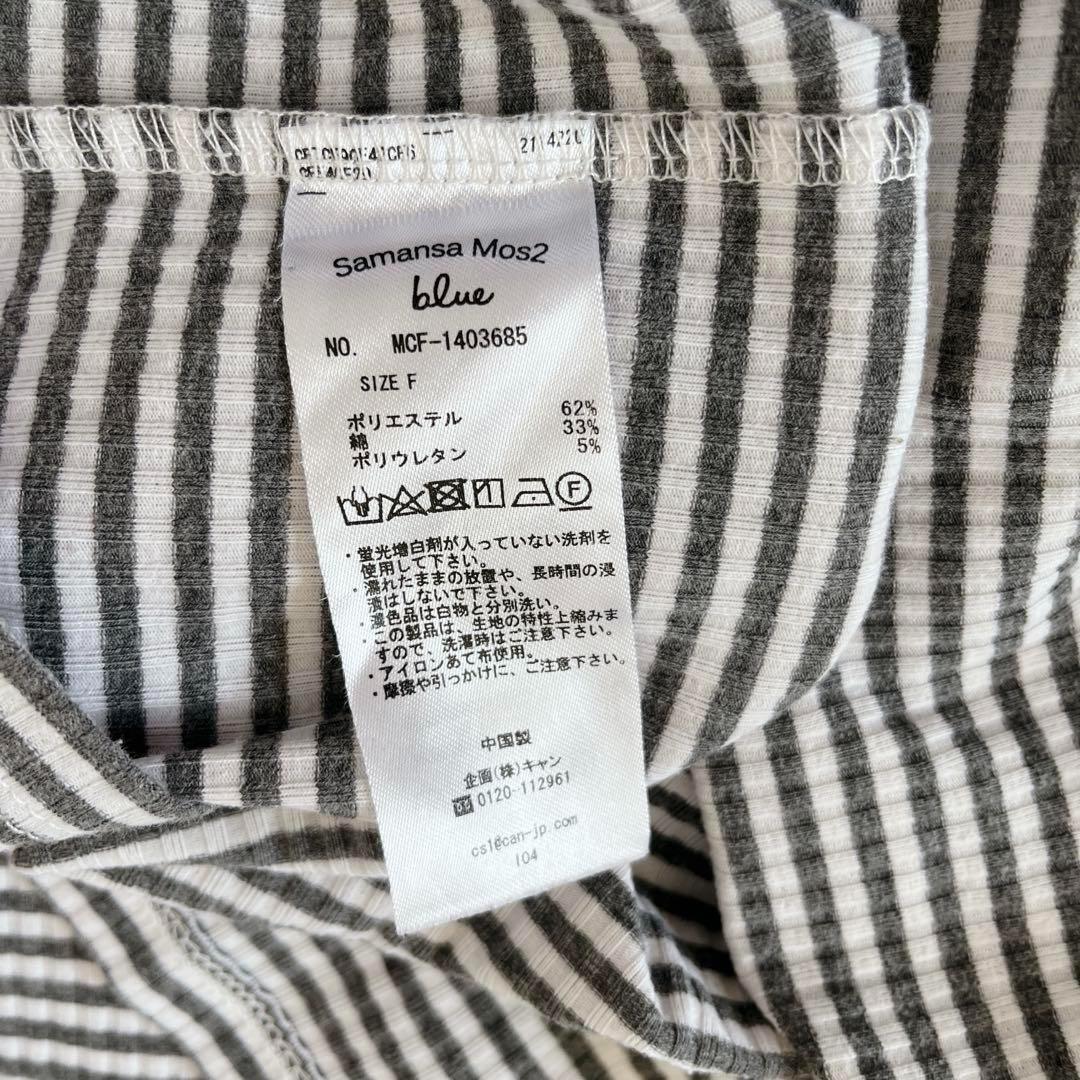 Samansa Mos2
blue
NO. MCF-1403685
SIZE F
ポリエステル 62%
綿 33%
ポリウレタン 5%
F
・蛍光増白剤が入っていない洗剤を
使用して下さい。
・濡れたままの放置や、長時間の浸
漬はしないで下さい。
・濃色品は白物と分別洗い。
・この製品は、生地の特性上縮みま
すので、洗濯時はご注意下さい。
・アイロンあて布使用。
・摩擦や引っかけに、ご注意下さい。
中国製
企画(株)キャン
0120-112961
cs1@can-jp.com
104